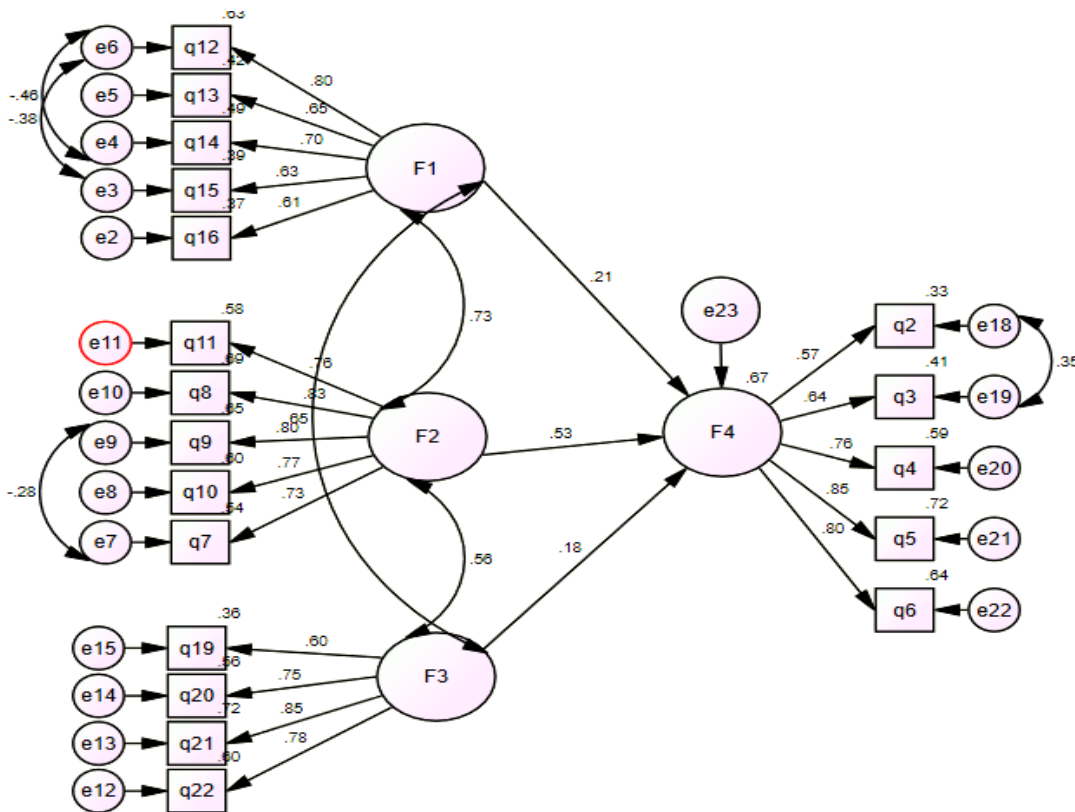 .63
e6 q12
.42
.80
e5 q13
.65
.49
-.46
-.38
e4 q14
.70
.39
e3 q15
.63
.37
e2 q16
.61
F1
.21
.73
.58
e11 q11
.76
.69
e10 q8
.83
.65
.65
e9 q9
.80
.60
e8 q10
.77
-.28
.54
e7 q7
.73
F2
.53
.56
.18
.36
e15 q19
.60
.56
e14 q20
.75
.72
e13 q21
.85
.60
e12 q22
.78
F3
e23
.67
F4
.33
q2 e18
.57
.35
.41
q3 e19
.64
.59
q4 e20
.76
.72
q5 e21
.85
.64
q6 e22
.80